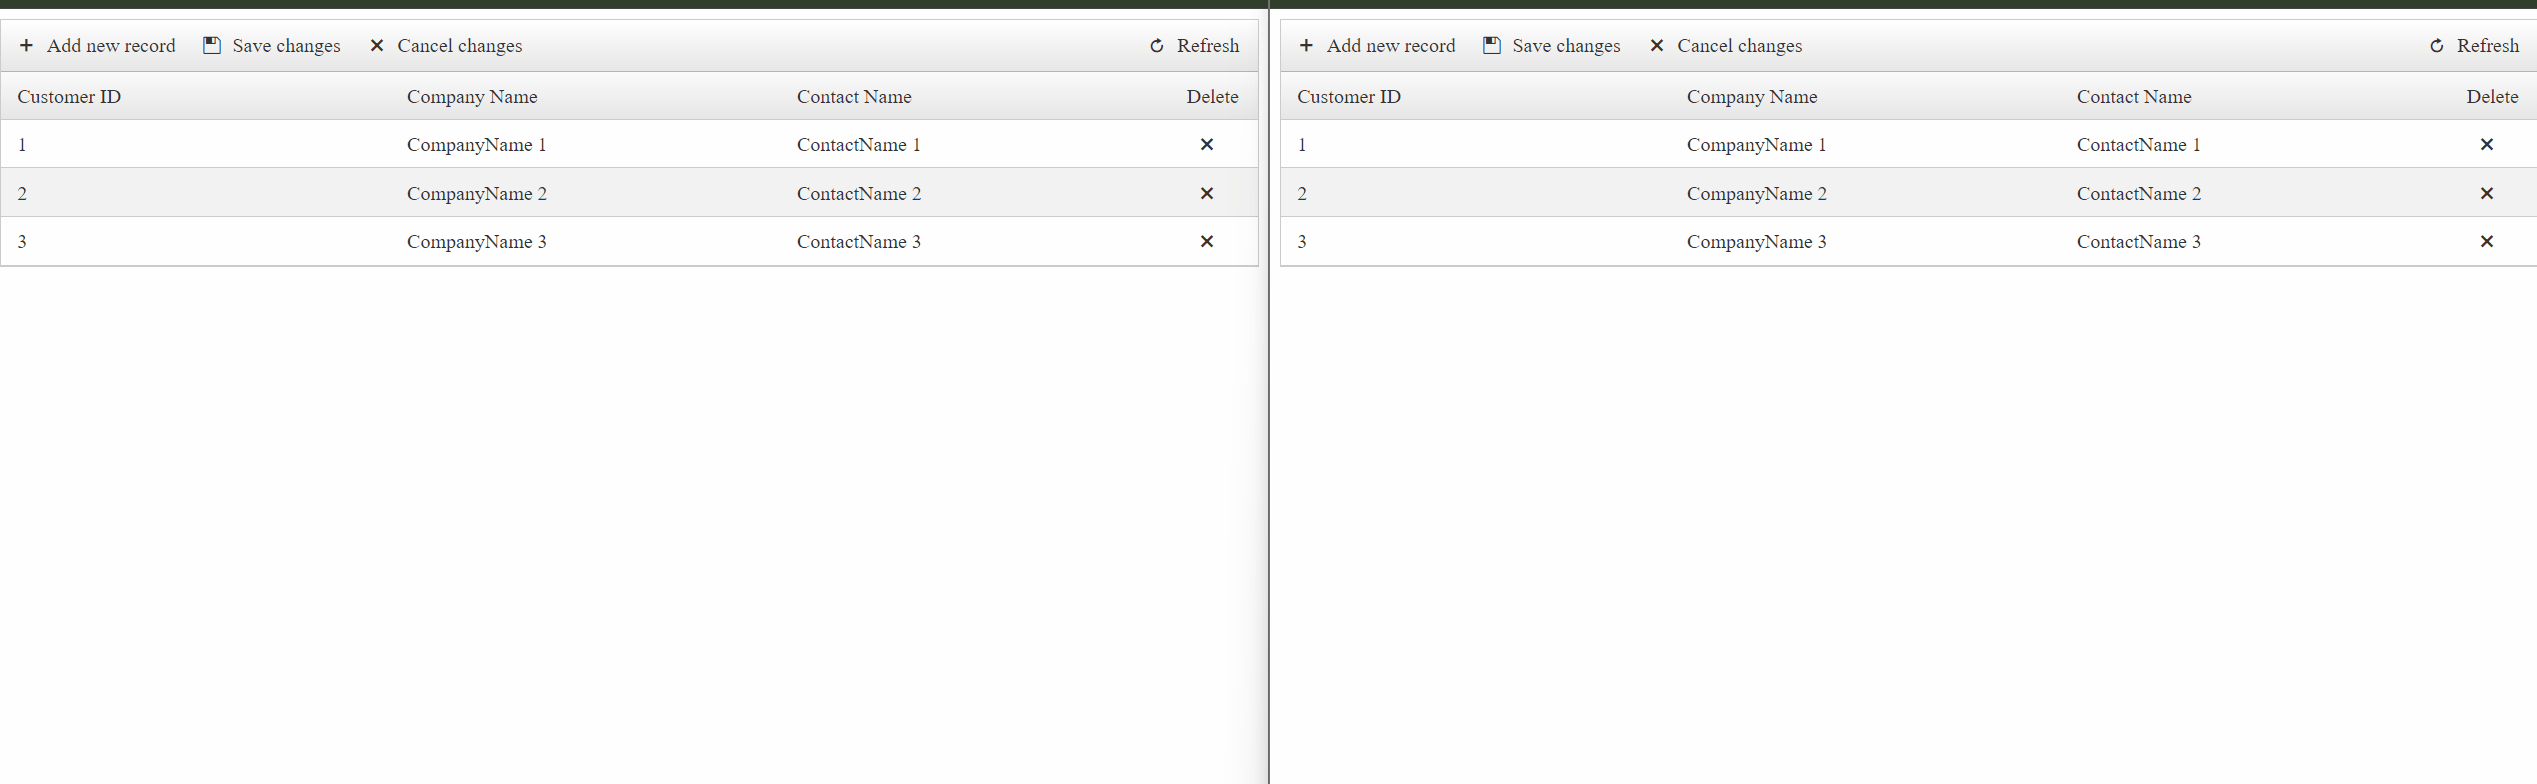 Add new record Save changes Cancel changes Refresh
Customer ID Company Name Contact Name Delete
1 CompanyName 1 ContactName 1
2 CompanyName 2 ContactName 2
3 CompanyName 3 ContactName 3
Add new record Save changes Cancel changes Refresh
Customer ID Company Name Contact Name Delete
1 CompanyName 1 ContactName 1
2 CompanyName 2 ContactName 2
3 CompanyName 3 ContactName 3